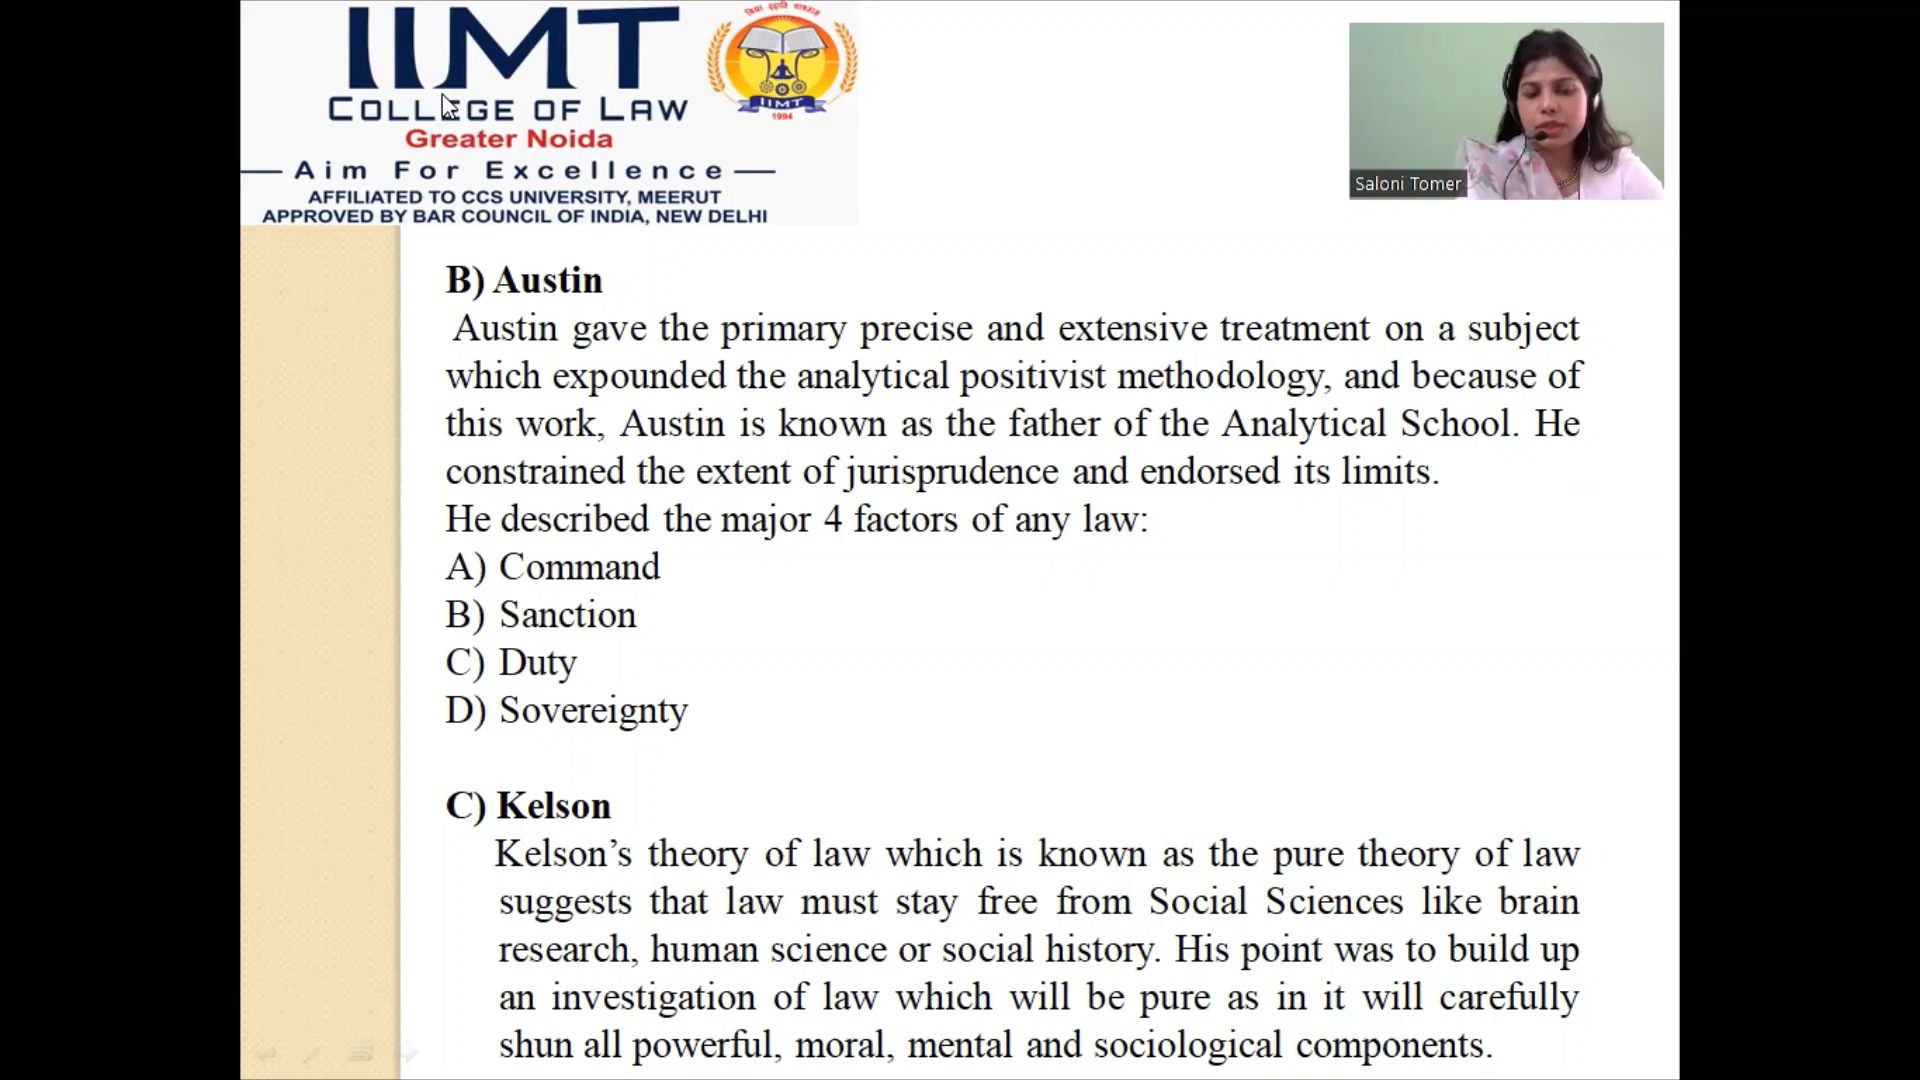 IIMT
COLLEGE OF LAW
Greater Noida
Aim For Excellence
AFFILIATED TO CCS UNIVERSITY, MEERUT
APPROVED BY BAR COUNCIL OF INDIA, NEW DELHI
IIMT
1994
Saloni Tomer
B) Austin
Austin gave the primary precise and extensive treatment on a subject
which expounded the analytical positivist methodology, and because of
this work, Austin is known as the father of the Analytical School. He
constrained the extent of jurisprudence and endorsed its limits.
He described the major 4 factors of any law:
A) Command
B) Sanction
C) Duty
D) Sovereignty
C) Kelson
Kelson’s theory of law which is known as the pure theory of law
suggests that law must stay free from Social Sciences like brain
research, human science or social history. His point was to build up
an investigation of law which will be pure as in it will carefully
shun all powerful, moral, mental and sociological components.